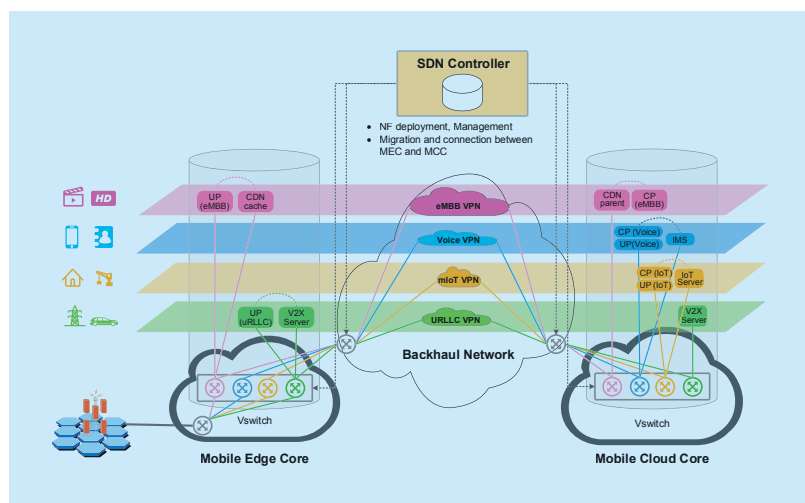 SDN Controller
• NF deployment, Management
• Migration and connection between
MEC and MCC
HD
UP
(eMBB)
CDN
cache
eMBB VPN
CDN
parent
CP
(eMBB)
Voice VPN
CP (Voice)
UP(Voice)
IMS
mIoT VPN
CP (IoT)
UP (IoT)
IoT
Server
UP
(uRLLC)
V2X
Server
URLLC VPN
V2X
Server
Backhaul Network
Vswitch
Vswitch
Mobile Edge Core
Mobile Cloud Core